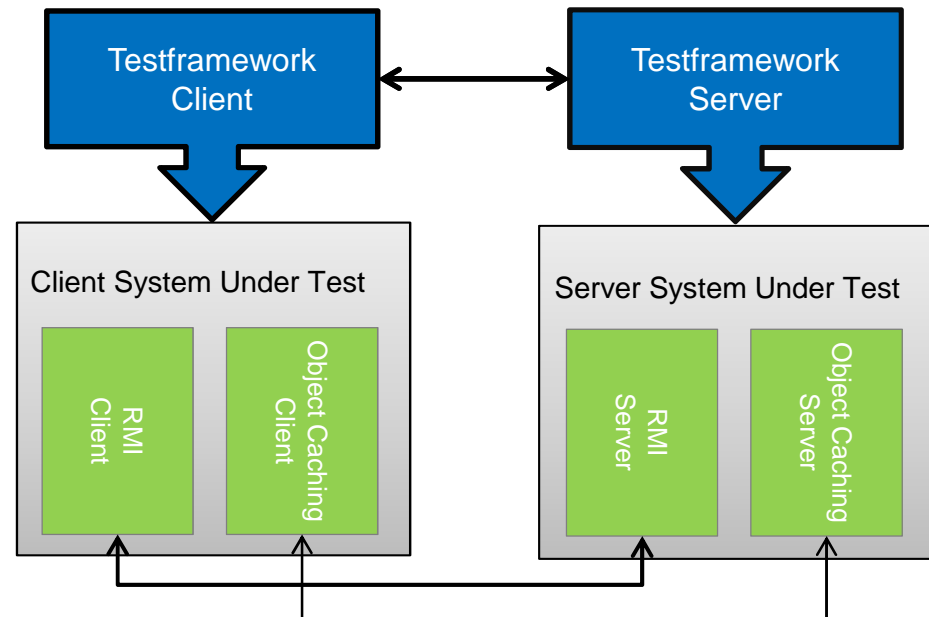 Testframework
Client
Testframework
Server
Client System Under Test
Server System Under Test
RMI
Client
Object Caching
Client
RMI
Server
Object Caching
Server